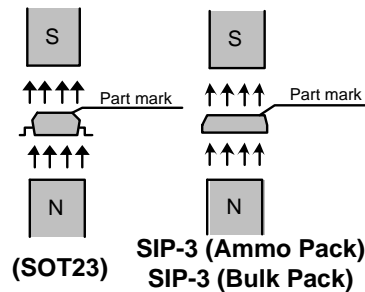 S
S
Part mark
Part mark
N
N
(SOT23)
SIP-3 (Ammo Pack)
SIP-3 (Bulk Pack)